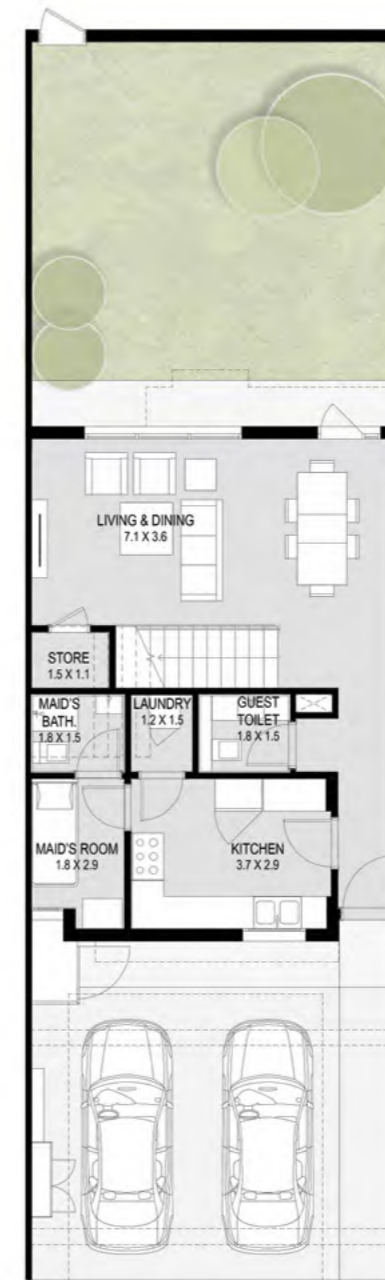 LIVING & DINING
7.1 X 3.6
STORE
1.5 X 1.1
MAID'S
BATH.
1.8 X 1.5
LAUNDRY
1.2 X 1.5
GUEST
TOILET
1.8 X 1.5
MAID'S ROOM
1.8 X 2.9
KITCHEN
3.7 X 2.9